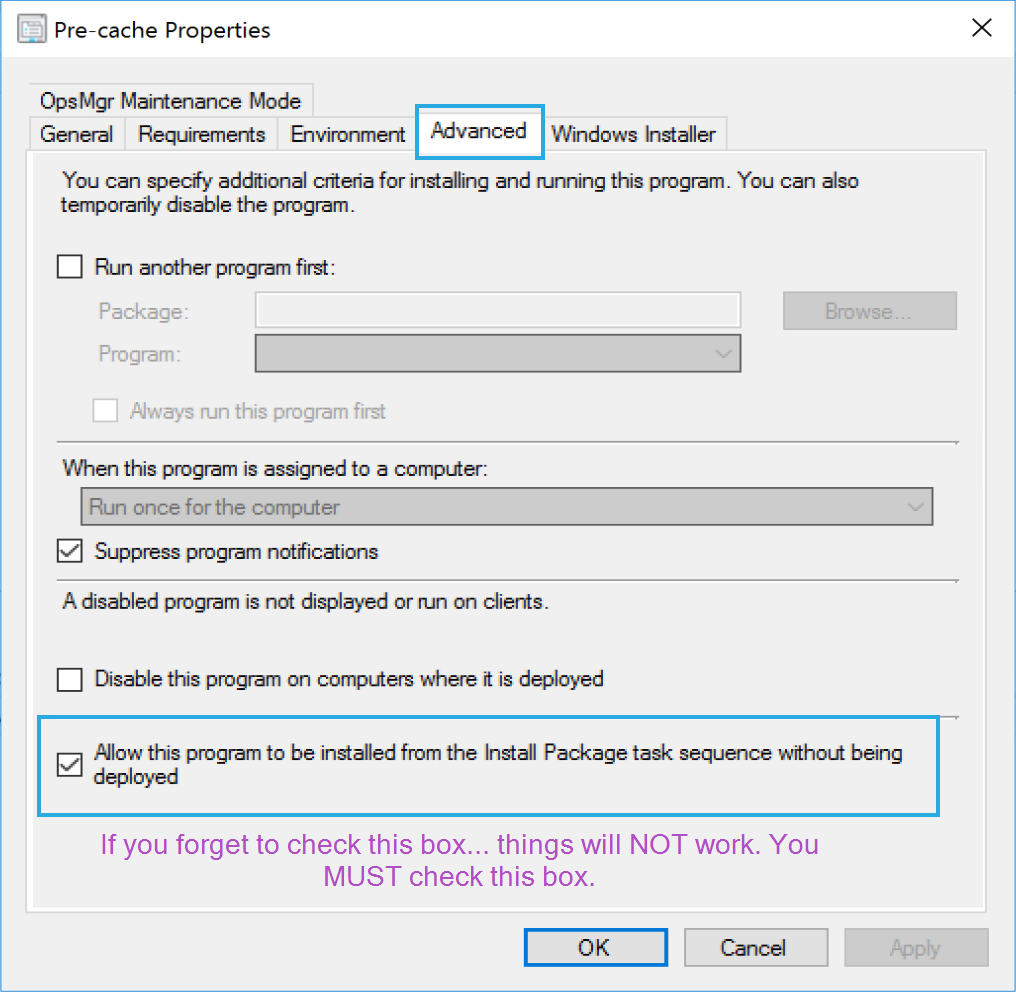 Pre-cache Properties
OpsMgr Maintenance Mode
General
Requirements
Environment
Advanced
Windows Installer
You can specify additional criteria for installing and running this program. You can also
temporarily disable the program.
Run another program first:
Package:
Browse...
Program:
Always run this program first
When this program is assigned to a computer:
Run once for the computer
Suppress program notifications
A disabled program is not displayed or run on clients.
Disable this program on computers where it is deployed
Allow this program to be installed from the Install Package task sequence without being
deployed
If you forget to check this box... things will NOT work. You
MUST check this box.
OK
Cancel
Apply